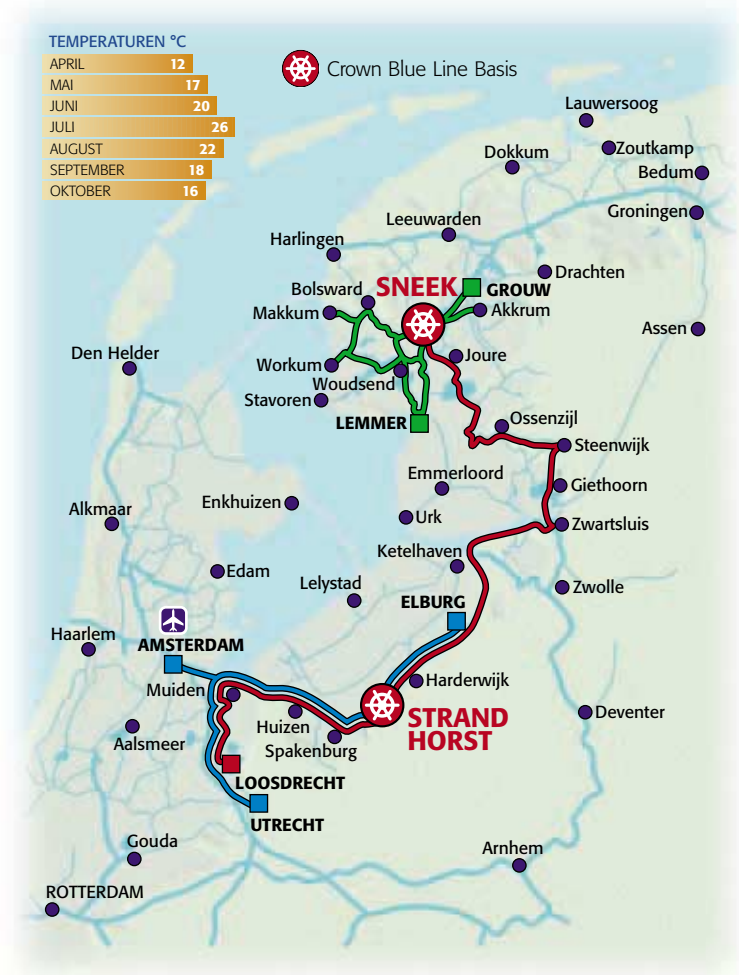 TEMPERATUREN °C
APRIL 12
MAI 17
JUNI 20
JULI 26
AUGUST 22
SEPTEMBER 18
OKTOBER 16
Crown Blue Line Basis
Lauwersoog
Zoutkamp
Dokkum
Bedum
Groningen
Leeuwarden
Harlingen
Drachten
Bolsward
SNEEK
GROUW
Makkum
Akkrum
Assen
Den Helder
Joure
Workum
Woudsend
Stavoren
LEMMER
Ossenzijl
Steenwijk
Emmerloord
Giethoorn
Enkhuizen
Alkmaar
Urk
Zwartsluis
Ketelhaven
Edam
Lelystad
Zwolle
ELBURG
Haarlem
AMSTERDAM
Harderwijk
Muiden
STRAND
HORST
Deventer
Huizen
Aalsmeer
Spakenburg
LOOSDRECHT
UTRECHT
Gouda
Arnhem
ROTTERDAM